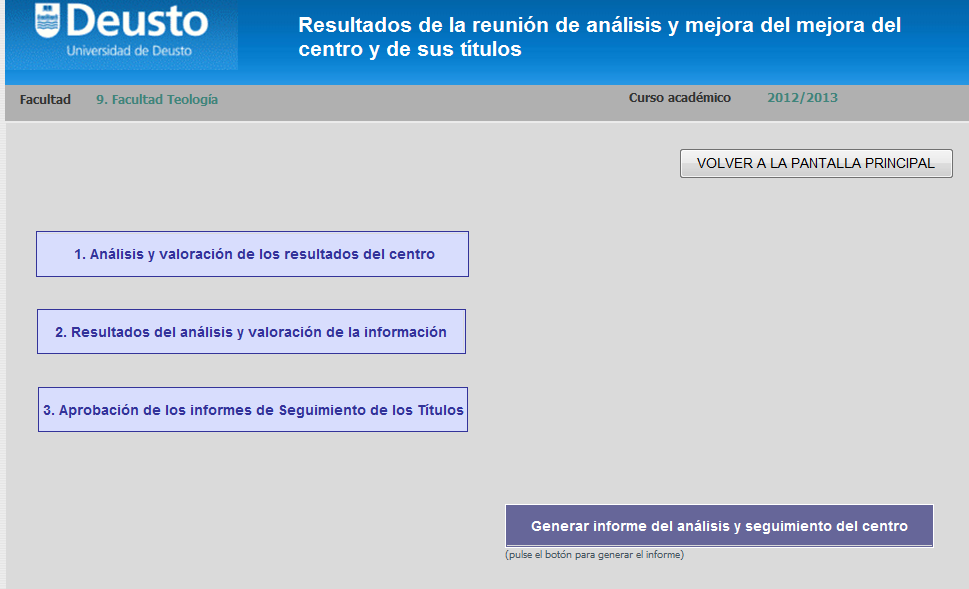 Deusto
Universidad de Deusto
Resultados de la reunión de análisis y mejora del mejora del
centro y de sus títulos
Facultad 9. Facultad Teología Curso académico 2012/2013
VOLVER A LA PANTALLA PRINCIPAL
1. Análisis y valoración de los resultados del centro
2. Resultados del análisis y valoración de la información
3. Aprobación de los informes de Seguimiento de los Títulos
Generar informe del análisis y seguimiento del centro
(pulse el botón para generar el informe)